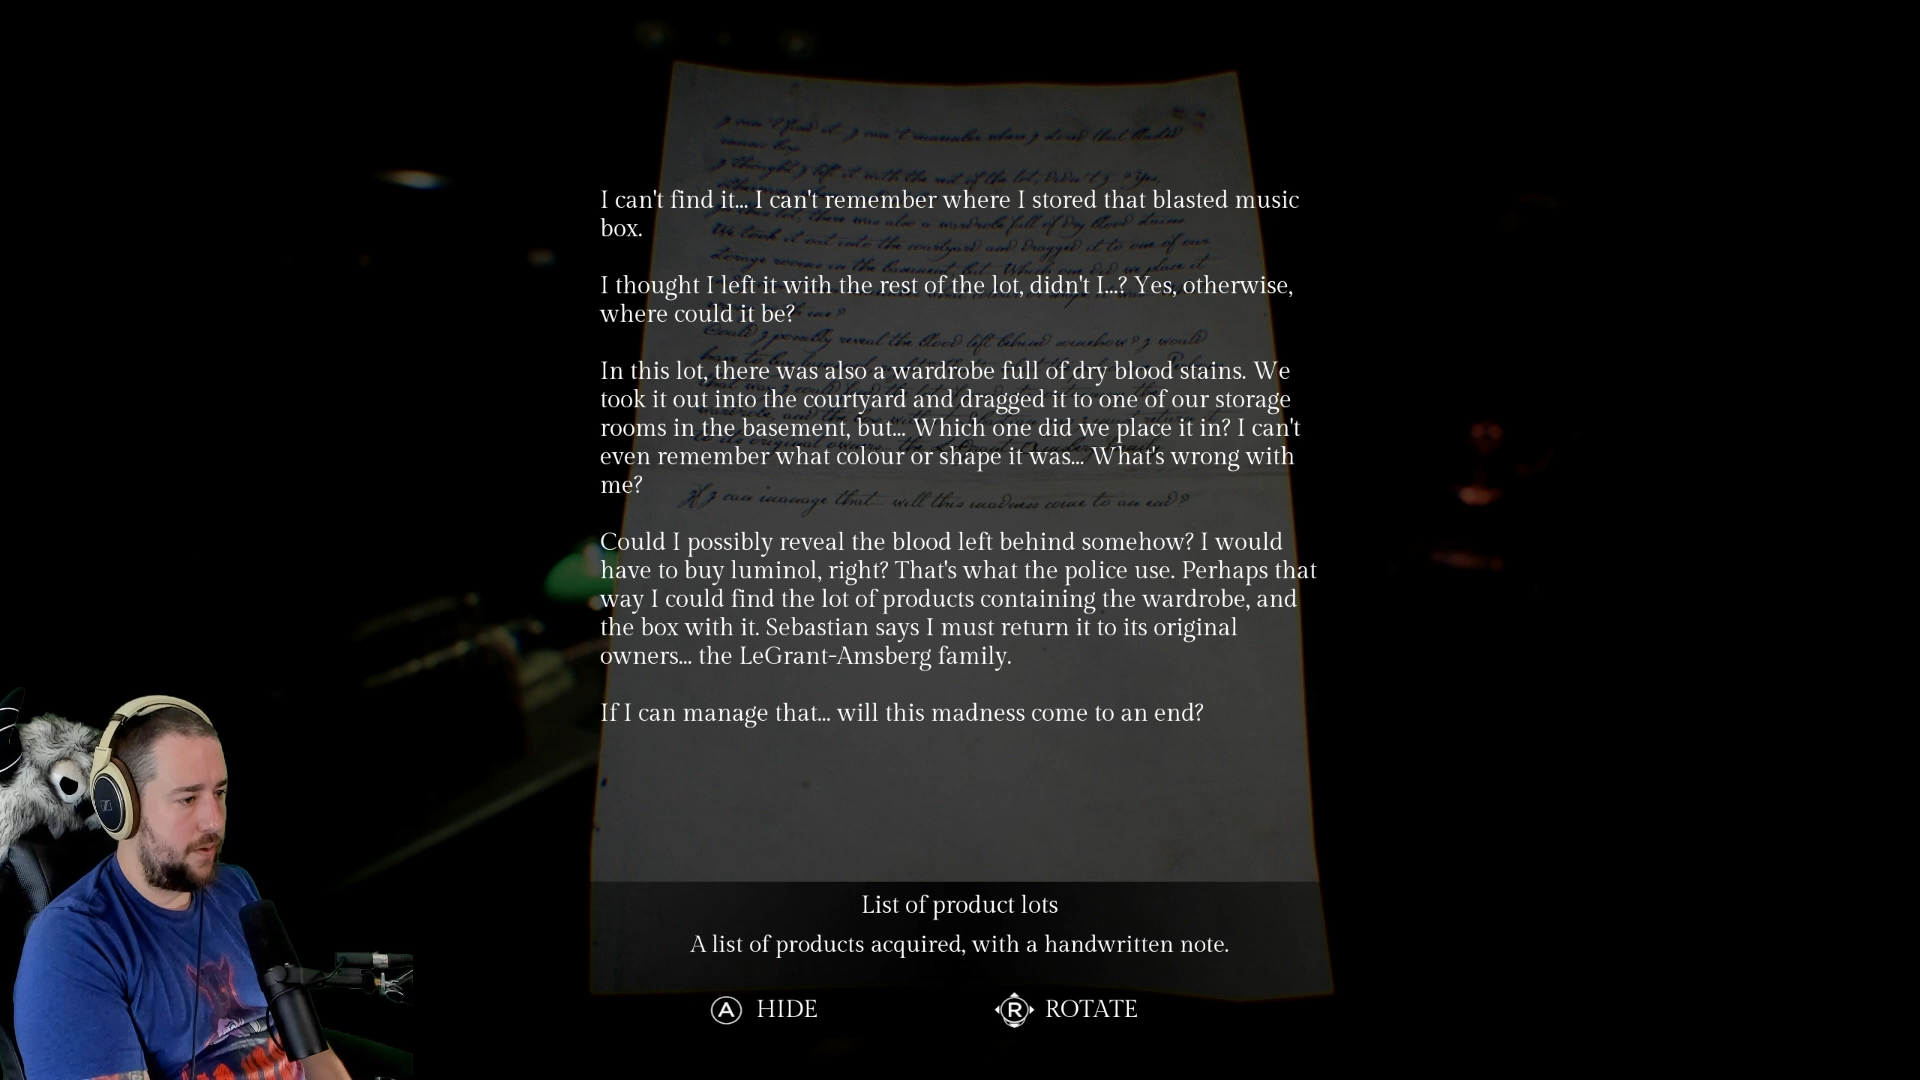 I can't find it... I can't remember where I stored that blasted music
box.
I thought I left it with the rest of the lot, didn't I...? Yes, otherwise,
where could it be?
In this lot, there was also a wardrobe full of dry blood stains. We
took it out into the courtyard and dragged it to one of our storage
rooms in the basement, but... Which one did we place it in? I can't
even remember what colour or shape it was... What's wrong with
me?
Could I possibly reveal the blood left behind somehow? I would
have to buy luminol, right? That's what the police use. Perhaps that
way I could find the lot of products containing the wardrobe, and
the box with it. Sebastian says I must return it to its original
owners... the LeGrant-Amsberg family.
If I can manage that... will this madness come to an end?
List of product lots
A list of products acquired, with a handwritten note.
A HIDE
R ROTATE